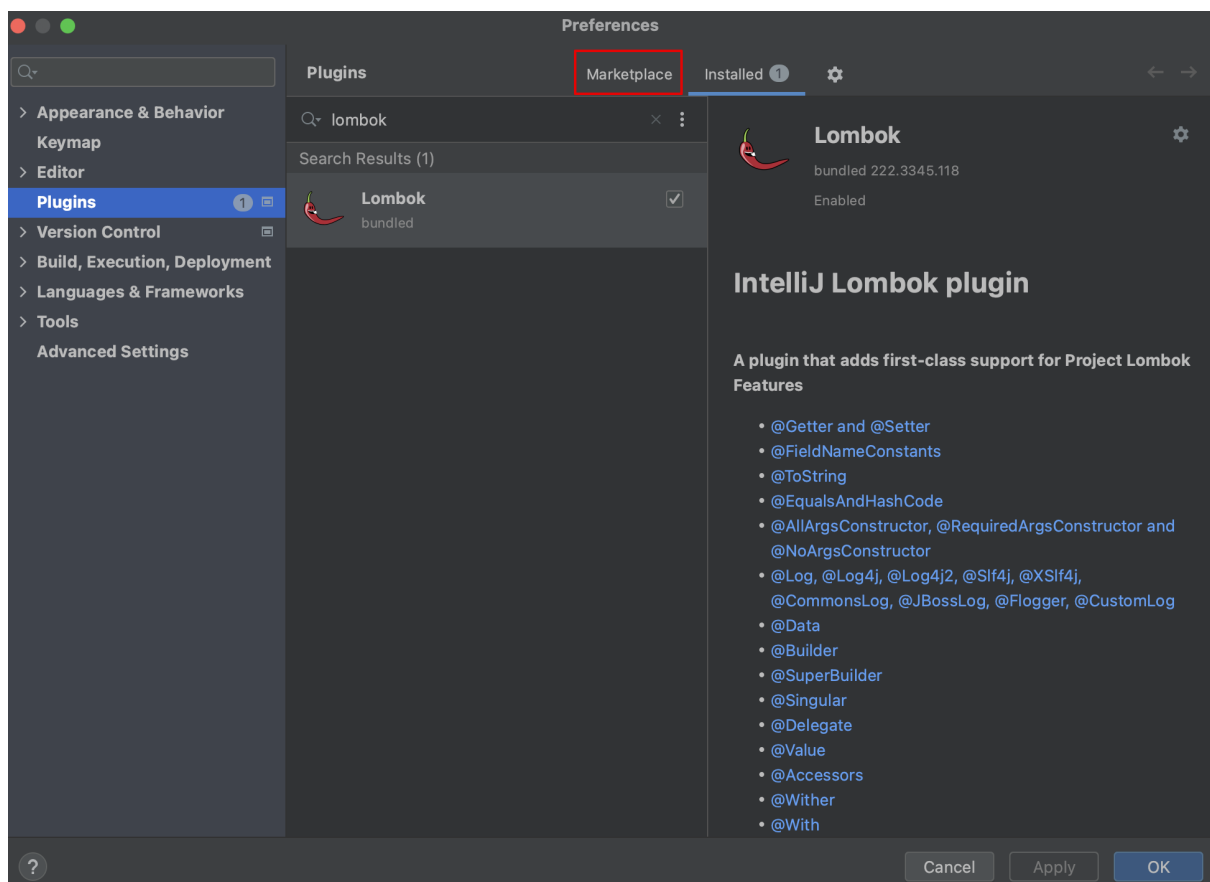 Preferences
Plugins
Marketplace
Installed 1
Appearance & Behavior
Keymap
Editor
Plugins 1
Version Control
Build, Execution, Deployment
Languages & Frameworks
Tools
Advanced Settings
lombok
Search Results (1)
Lombok
bundled
Lombok
bundled 222.3345.118
Enabled
IntelliJ Lombok plugin
A plugin that adds first-class support for Project Lombok
Features
• @Getter and @Setter
• @FieldNameConstants
• @ToString
• @EqualsAndHashCode
• @AllArgsConstructor, @RequiredArgsConstructor and
@NoArgsConstructor
• @Log, @Log4j, @Log4j2, @Slf4j, @XSlf4j,
@CommonsLog, @JBossLog, @Flogger, @CustomLog
• @Data
• @Builder
• @SuperBuilder
• @Singular
• @Delegate
• @Value
• @Accessors
• @Wither
• @With
?
Cancel
Apply
OK